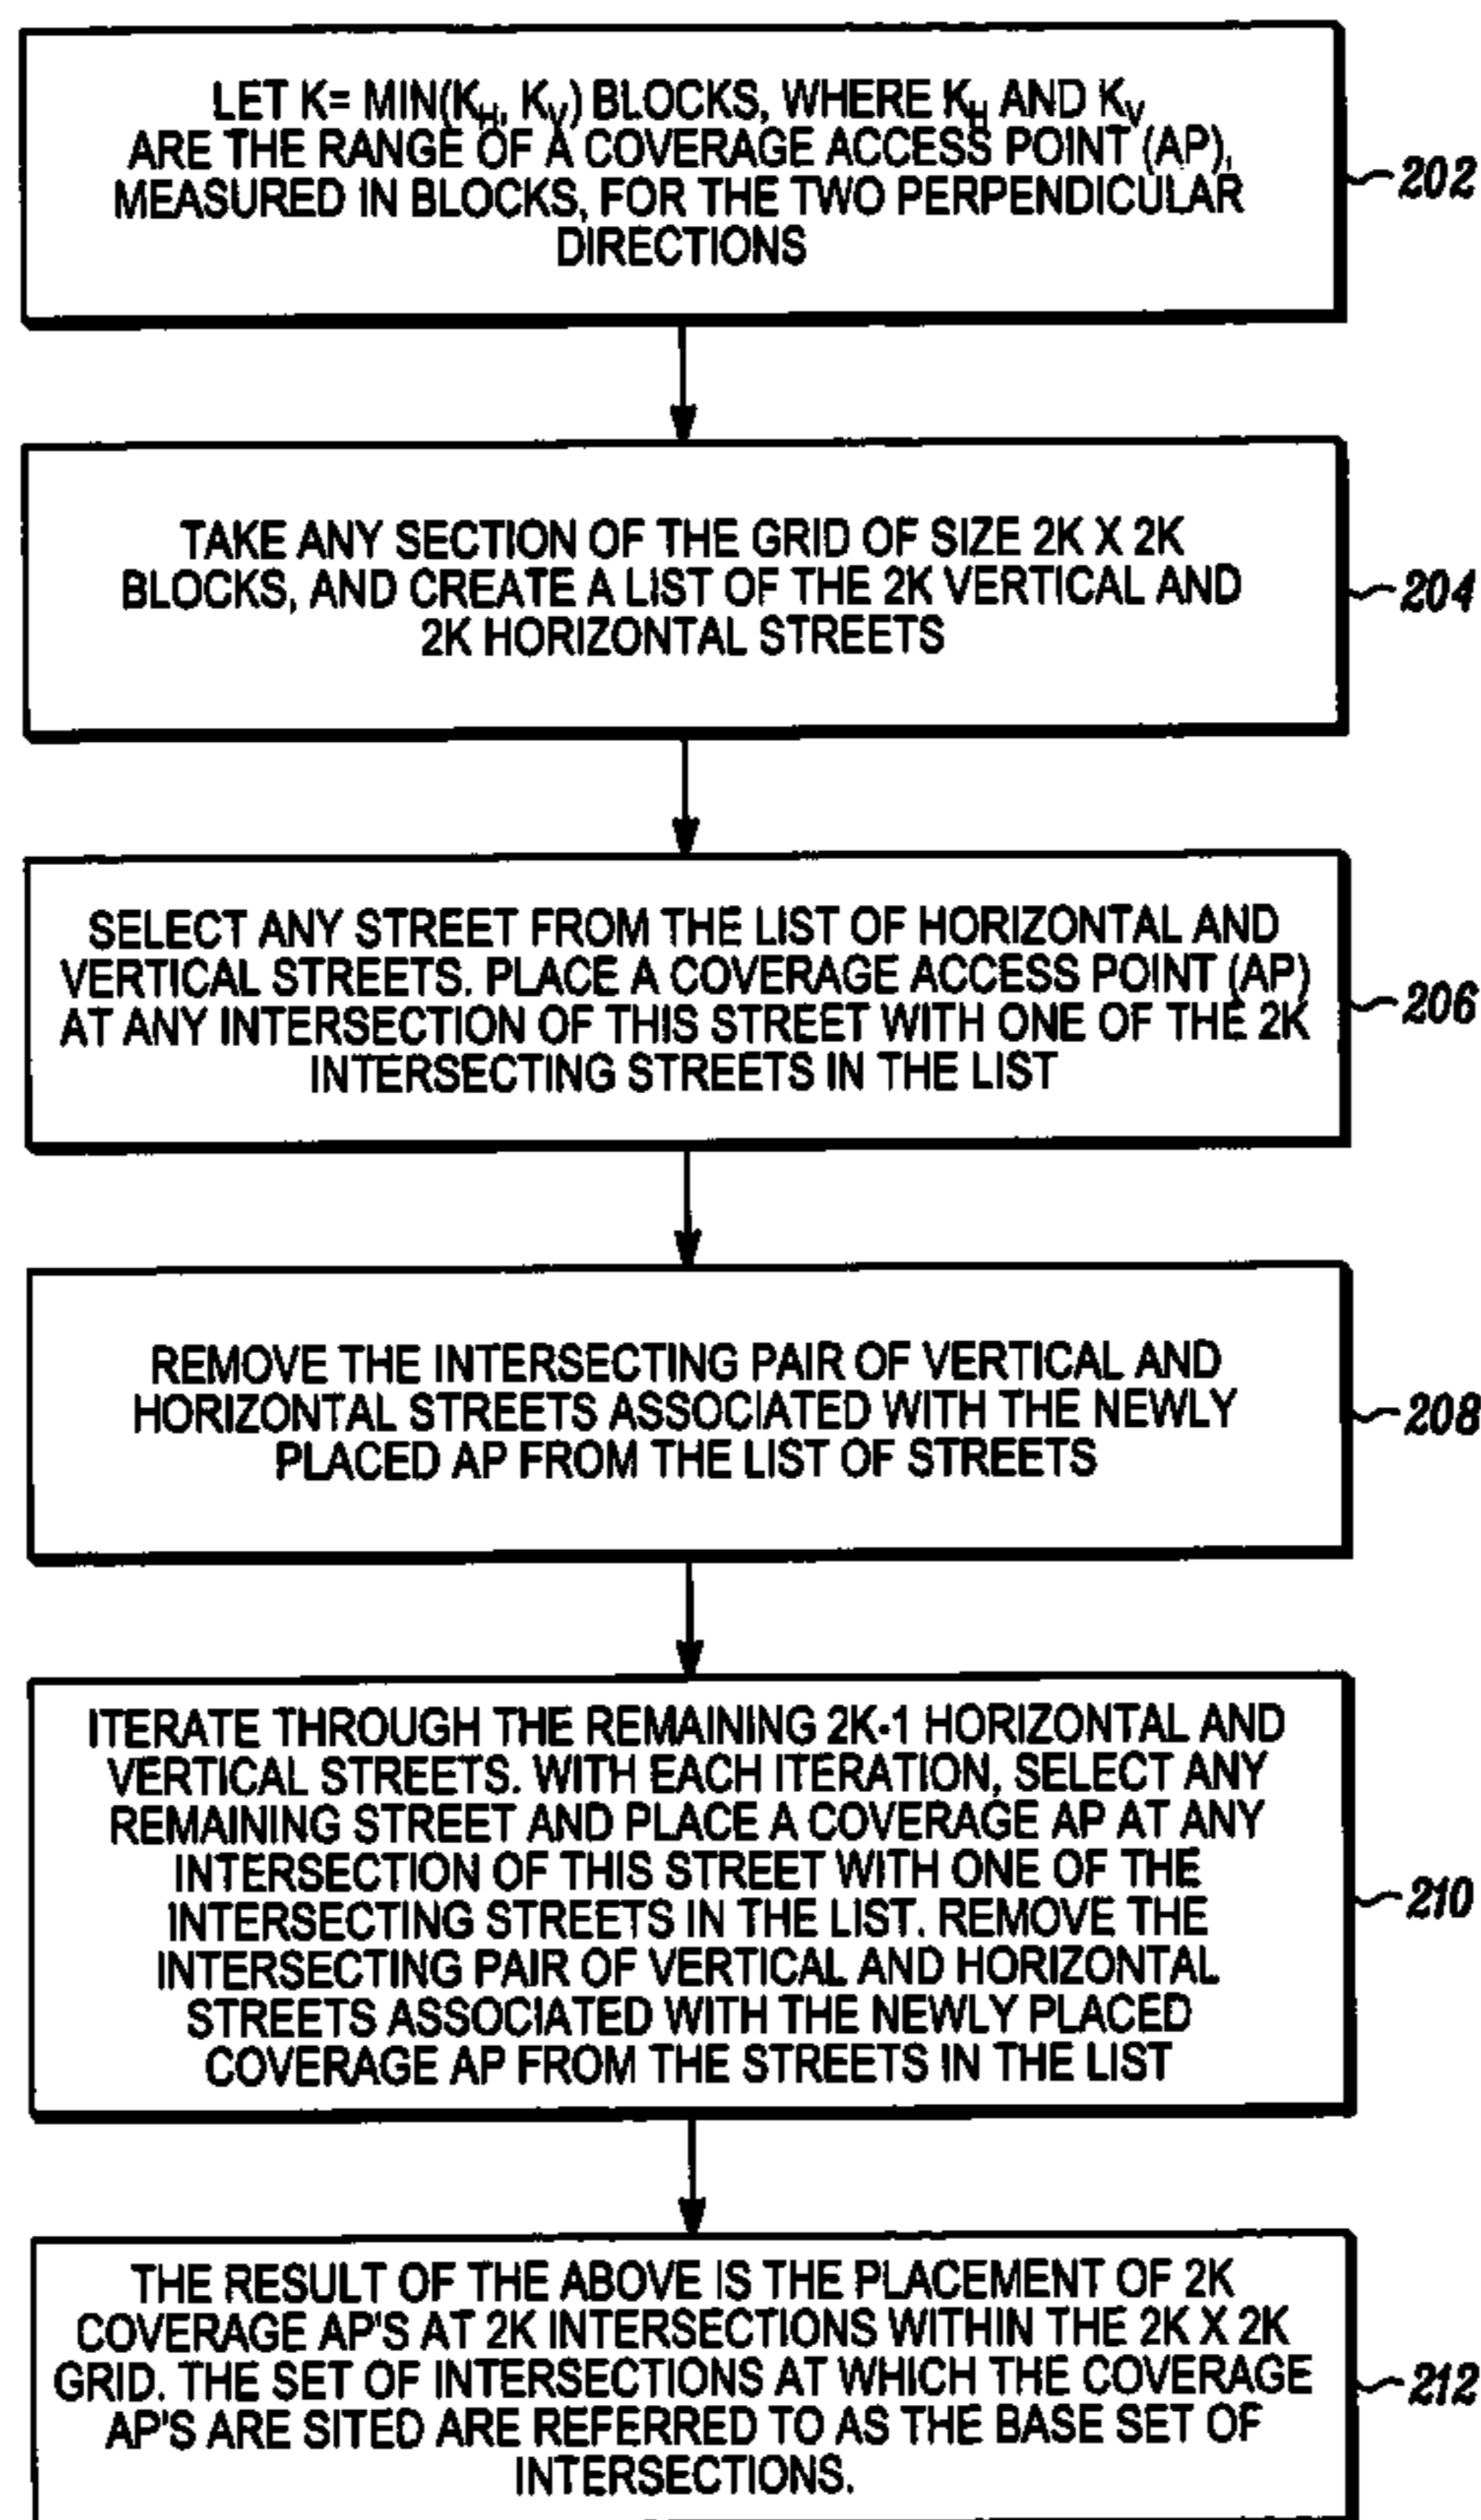 LET K= MIN(KH, KV) BLOCKS, WHERE KH AND KV
ARE THE RANGE OF A COVERAGE ACCESS POINT (AP),
MEASURED IN BLOCKS, FOR THE TWO PERPENDICULAR
DIRECTIONS
202
TAKE ANY SECTION OF THE GRID OF SIZE 2K X 2K
BLOCKS, AND CREATE A LIST OF THE 2K VERTICAL AND
2K HORIZONTAL STREETS
204
SELECT ANY STREET FROM THE LIST OF HORIZONTAL AND
VERTICAL STREETS. PLACE A COVERAGE ACCESS POINT (AP)
AT ANY INTERSECTION OF THIS STREET WITH ONE OF THE 2K
INTERSECTING STREETS IN THE LIST
206
REMOVE THE INTERSECTING PAIR OF VERTICAL AND
HORIZONTAL STREETS ASSOCIATED WITH THE NEWLY
PLACED AP FROM THE LIST OF STREETS
208
ITERATE THROUGH THE REMAINING 2K-1 HORIZONTAL AND
VERTICAL STREETS. WITH EACH ITERATION, SELECT ANY
REMAINING STREET AND PLACE A COVERAGE AP AT ANY
INTERSECTION OF THIS STREET WITH ONE OF THE
INTERSECTING STREETS IN THE LIST. REMOVE THE
INTERSECTING PAIR OF VERTICAL AND HORIZONTAL
STREETS ASSOCIATED WITH THE NEWLY PLACED
COVERAGE AP FROM THE STREETS IN THE LIST
210
THE RESULT OF THE ABOVE IS THE PLACEMENT OF 2K
COVERAGE AP'S AT 2K INTERSECTIONS WITHIN THE 2K X 2K
GRID. THE SET OF INTERSECTIONS AT WHICH THE COVERAGE
AP'S ARE SITED ARE REFERRED TO AS THE BASE SET OF
INTERSECTIONS.
212